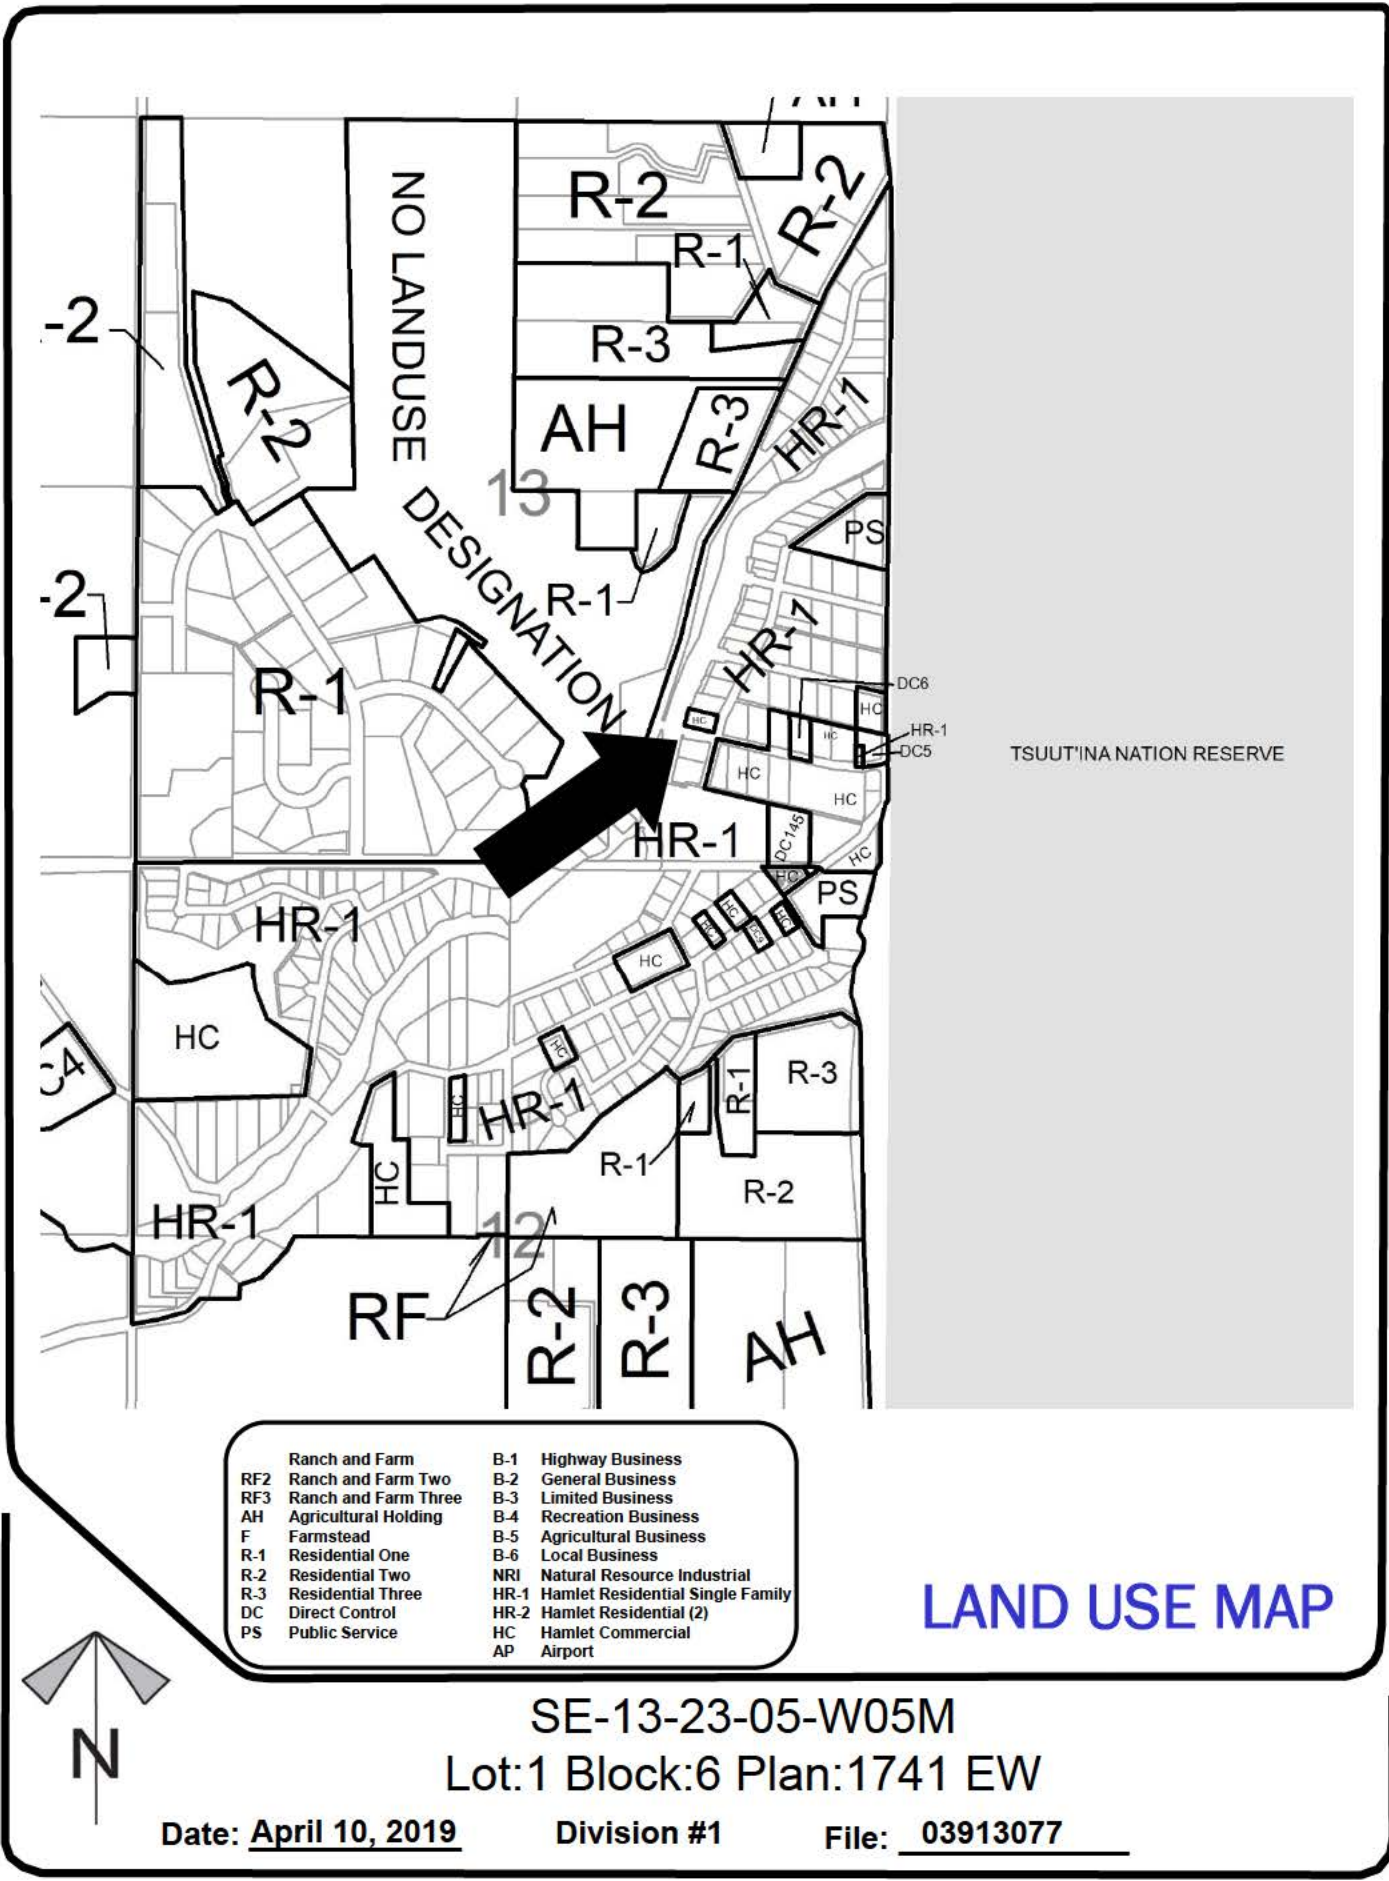 R-2
R-2
R-1
NO LANDUSE
DESIGNATION
-2
R-2
R-3
AH
R-3
HR-1
13
PS
R-1
-2
HR-1
R-1
DC6
HC
HC
HC
HR-1
DC5
TSUUT'INA NATION RESERVE
HC
HC
HR-1
DC145
HC
HC
PS
HR-1
HC
HC
HC
HC
HC
C4
HC
R-1
R-3
HC
HR-1
R-1
HC
R-2
HR-1
12
RF
R-2
R-3
AH
Ranch and Farm
RF2 Ranch and Farm Two
RF3 Ranch and Farm Three
AH Agricultural Holding
F Farmstead
R-1 Residential One
R-2 Residential Two
R-3 Residential Three
DC Direct Control
PS Public Service
B-1 Highway Business
B-2 General Business
B-3 Limited Business
B-4 Recreation Business
B-5 Agricultural Business
B-6 Local Business
NRI Natural Resource Industrial
HR-1 Hamlet Residential Single Family
HR-2 Hamlet Residential (2)
HC Hamlet Commercial
AP Airport
LAND USE MAP
N
SE-13-23-05-W05M
Lot:1 Block:6 Plan:1741 EW
Date: April 10, 2019 Division #1 File: 03913077